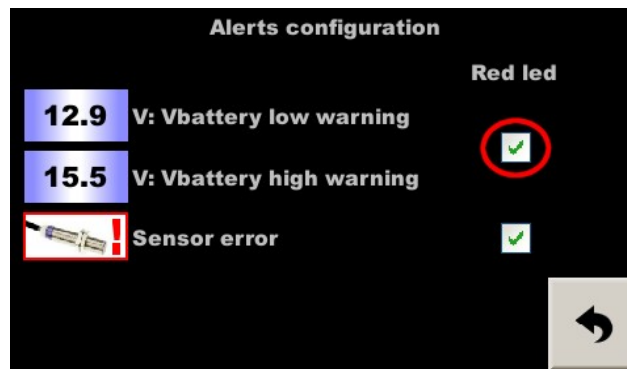 Alerts configuration
Red led
12.9 V: Vbattery low warning
15.5 V: Vbattery high warning
! Sensor error